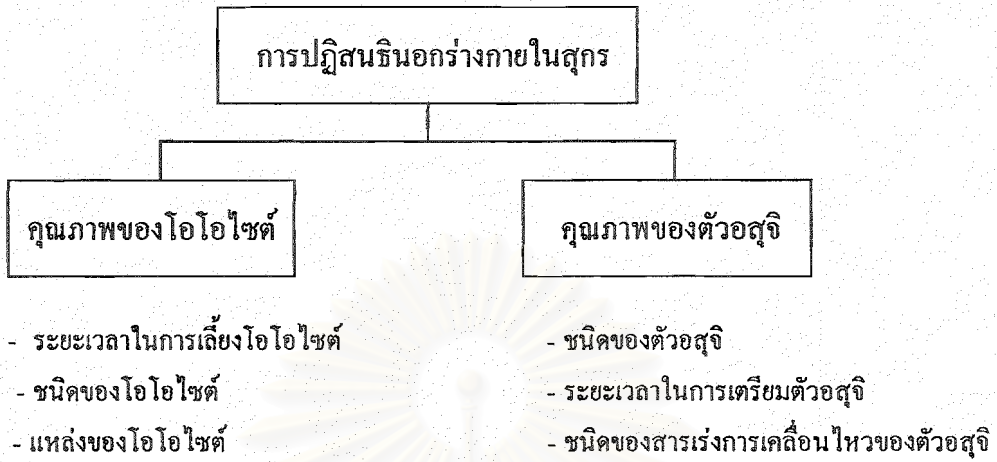 การปฏิสนธินอกร่างกายในสุกร
คุณภาพของโอโอไซต์
คุณภาพของตัวอสุจิ
- ระยะเวลาในการเลี้ยงโอโอไซต์
- ชนิดของโอโอไซต์
- แหล่งของโอโอไซต์
- ชนิดของตัวอสุจิ
- ระยะเวลาในการเตรียมตัวอสุจิ
- ชนิดของสารเร่งการเคลื่อนไหวของตัวอสุจิ